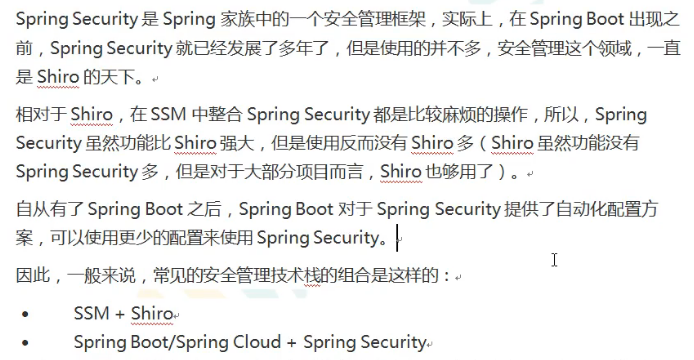 Spring Security 是 Spring 家族中的一个安全管理框架，实际上，在 Spring Boot 出现之
前，Spring Security 就已经发展了多年了，但是使用的并不多，安全管理这个领域，一直
是 Shiro 的天下。
相对于 Shiro，在 SSM 中整合 Spring Security 都是比较麻烦的操作，所以，Spring
Security 虽然功能比 Shiro 强大，但是使用反而没有 Shiro 多（Shiro 虽然功能没有
Spring Security 多，但是对于大部分项目而言，Shiro 也够用了）。
自从有了 Spring Boot 之后，Spring Boot 对于 Spring Security 提供了自动化配置方
案，可以使用更少的配置来使用 Spring Security。
因此，一般来说，常见的安全管理技术栈的组合是这样的：
• SSM + Shiro
• Spring Boot/Spring Cloud + Spring Security